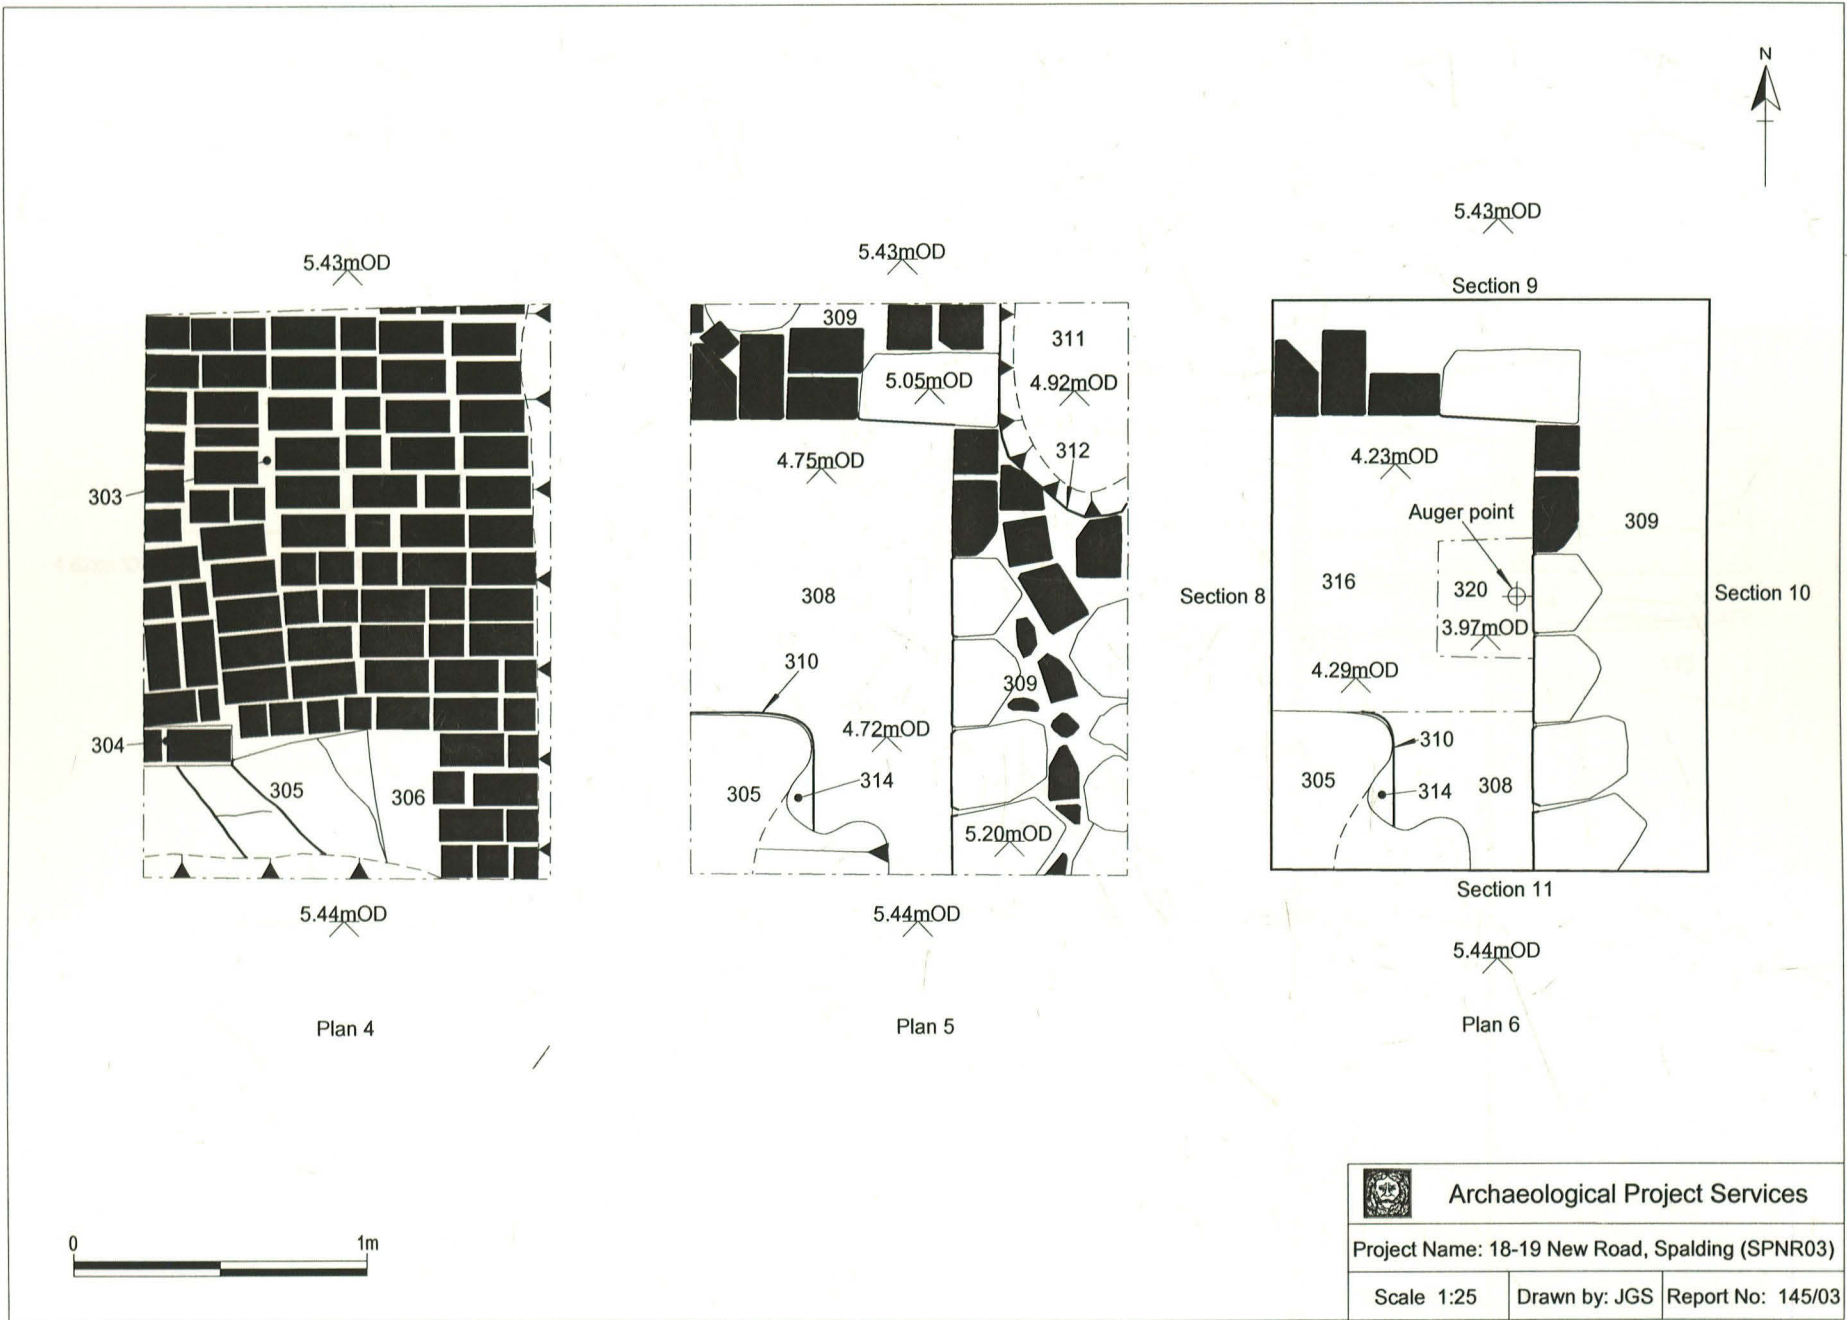 N
5.43mOD
303
304
305
306
5.44mOD
Plan 4
5.43mOD
309
311
5.05mOD
4.92mOD
312
4.75mOD
308
310
309
4.72mOD
314
305
5.20mOD
5.44mOD
Plan 5
5.43mOD
Section 9
4.23mOD
Auger point
309
316
320
Section 8
Section 10
3.97mOD
4.29mOD
310
305
314
308
Section 11
5.44mOD
Plan 6
0
1m
Archaeological Project Services
Project Name: 18-19 New Road, Spalding (SPNR03)
Scale 1:25
Drawn by: JGS
Report No: 145/03